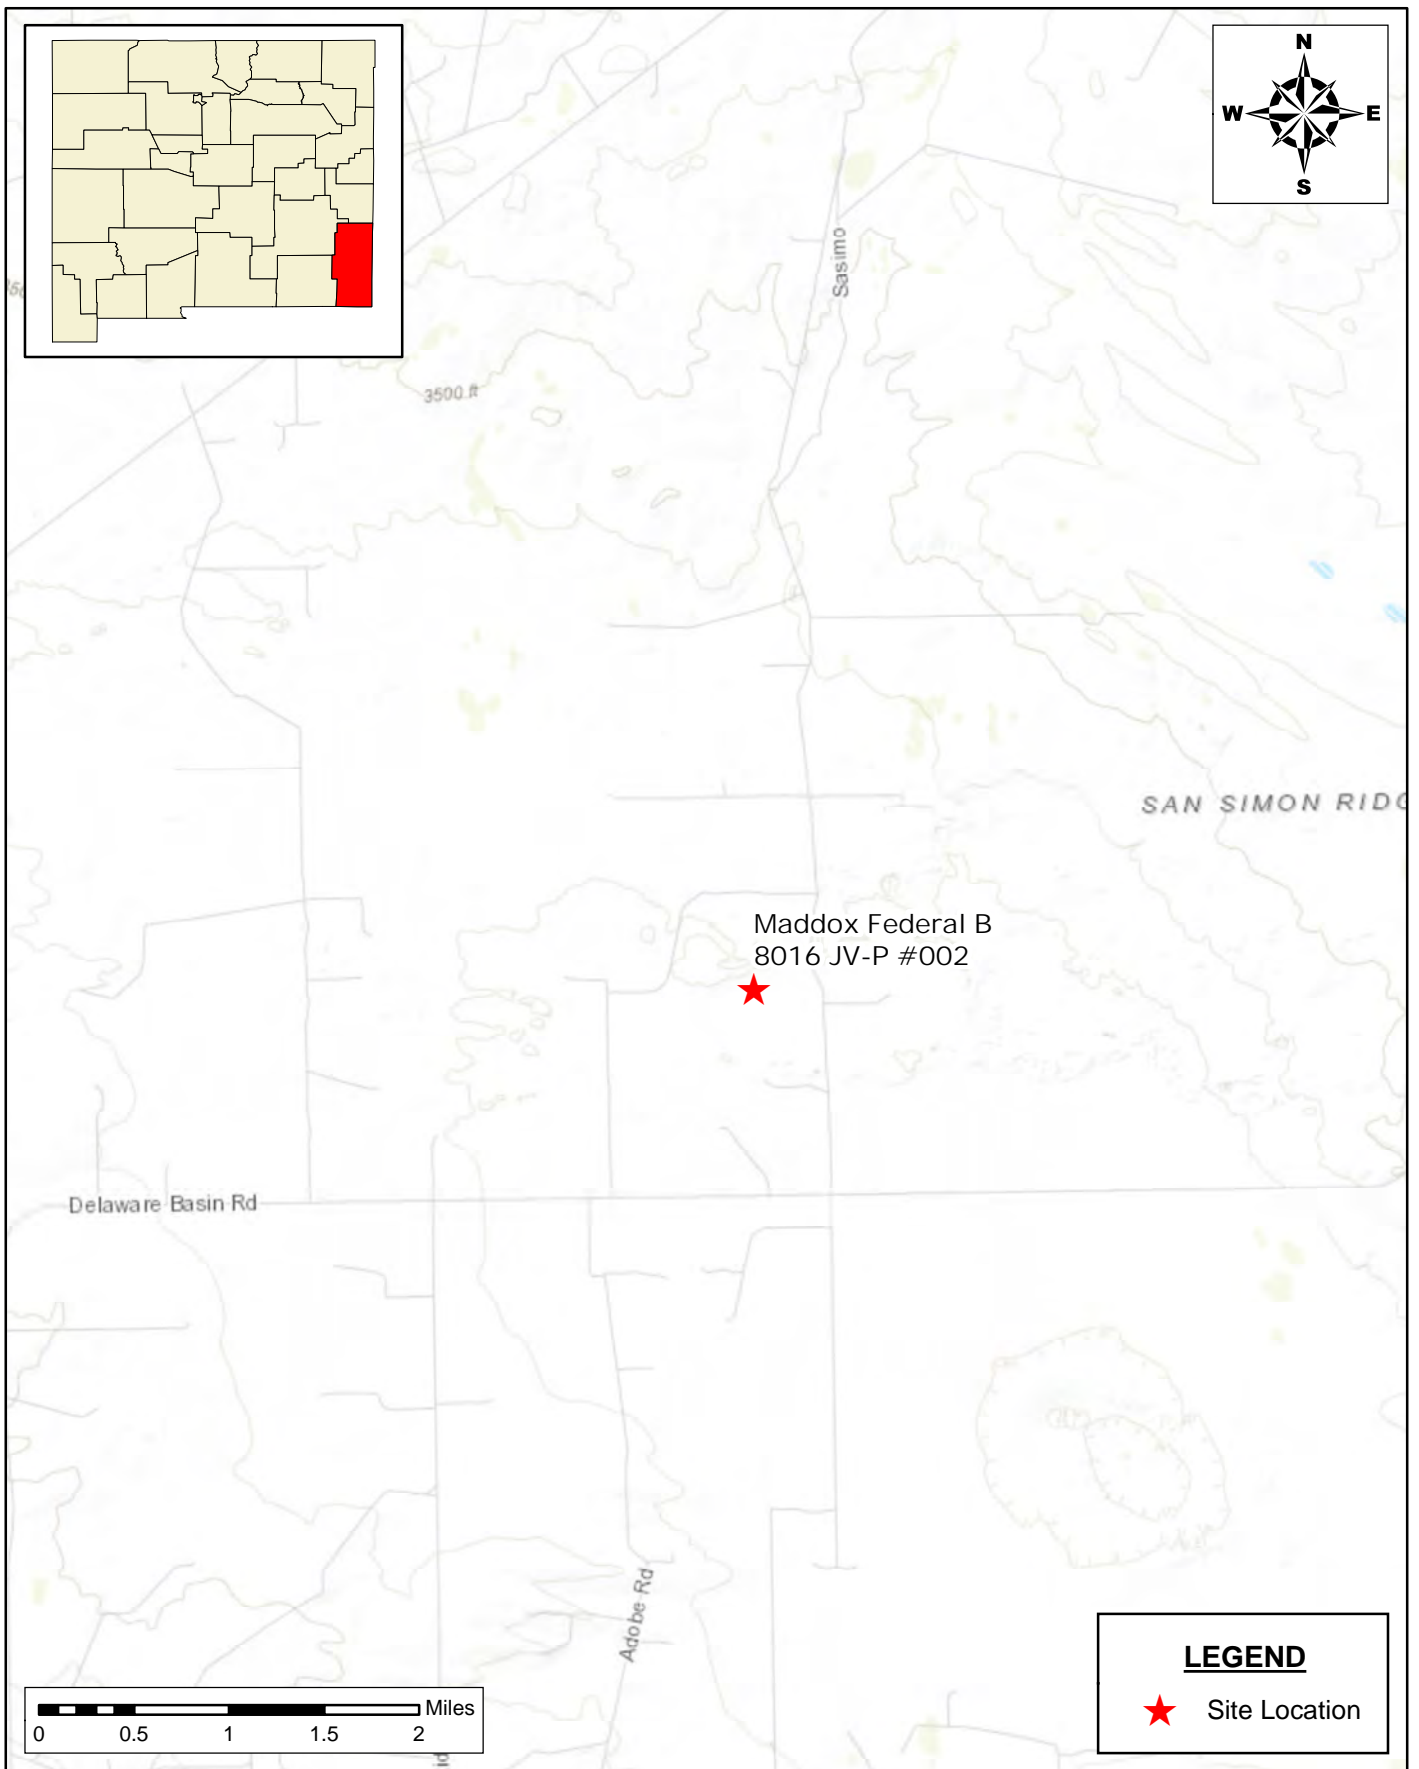 N
W
E
S
Sasimo
3500 ft
SAN SIMON RIDG
Maddox Federal B
8016 JV-P #002
Delaware Basin Rd
Adobe Rd
LEGEND
Site Location
Miles
0 0.5 1 1.5 2